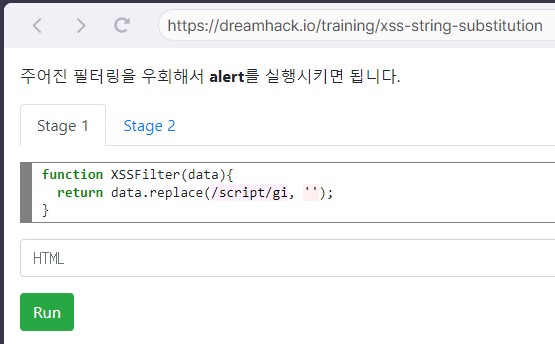 https://dreamhack.io/training/xss-string-substitution
주어진 필터링을 우회해서 alert를 실행시키면 됩니다.
Stage 1 Stage 2
function XSSFilter(data){
return data.replace(/script/gi, '');
}
HTML
Run